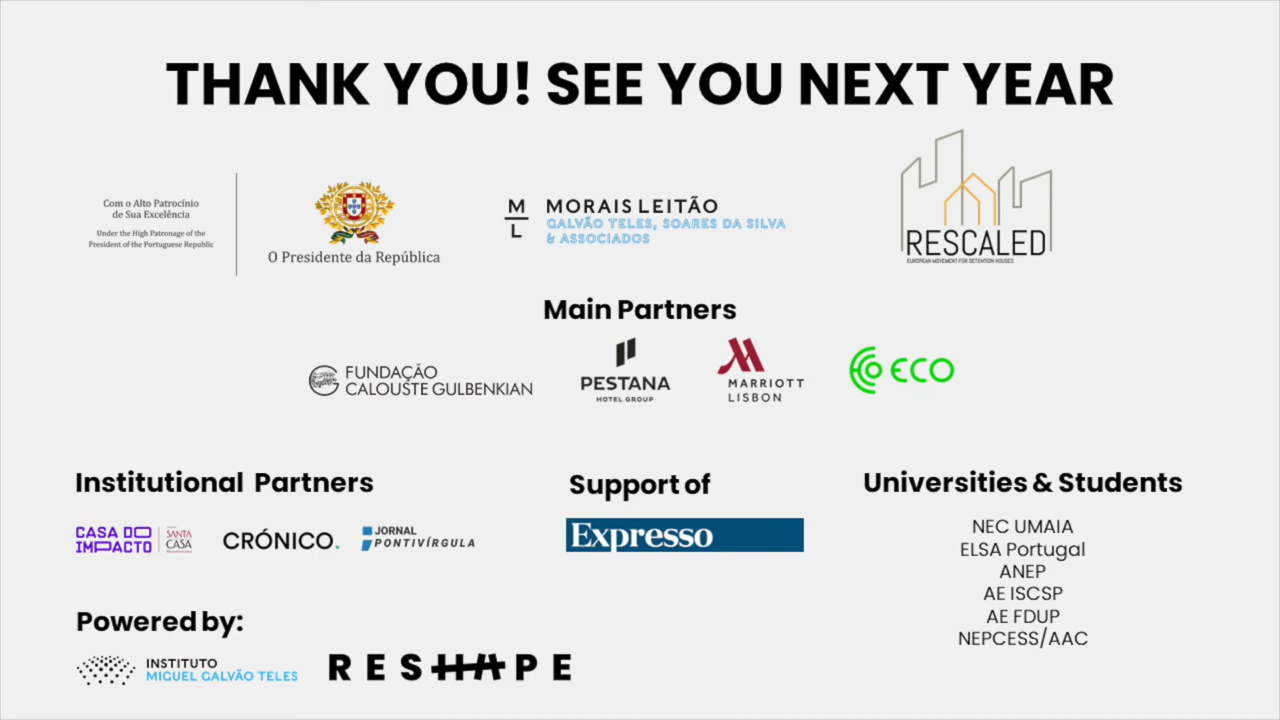 THANK YOU! SEE YOU NEXT YEAR
Com o Alto Patrocínio
de Sua Excelência
Under the High Patronage of the
President of the Portuguese Republic
O Presidente da República
M
L
MORAIS LEITÃO
GALVÃO TELES, SOARES DA SILVA
& ASSOCIADOS
RESCALED
EUROPEAN MOVEMENT FOR DETENTION HOUSES
Main Partners
FUNDAÇÃO
CALOUSTE GULBENKIAN
PESTANA
HOTEL GROUP
MARRIOTT
LISBON
ECO
Institutional Partners
CASA DO
IMPACTO
SANTA
CASA
CRÓNICO.
JORNAL
PONTIVÍRGULA
Support of
Expresso
Universities & Students
NEC UMAIA
ELSA Portugal
ANEP
AE ISCSP
AE FDUP
NEPCESS/AAC
Powered by:
INSTITUTO
MIGUEL GALVÃO TELES
RESHAPE